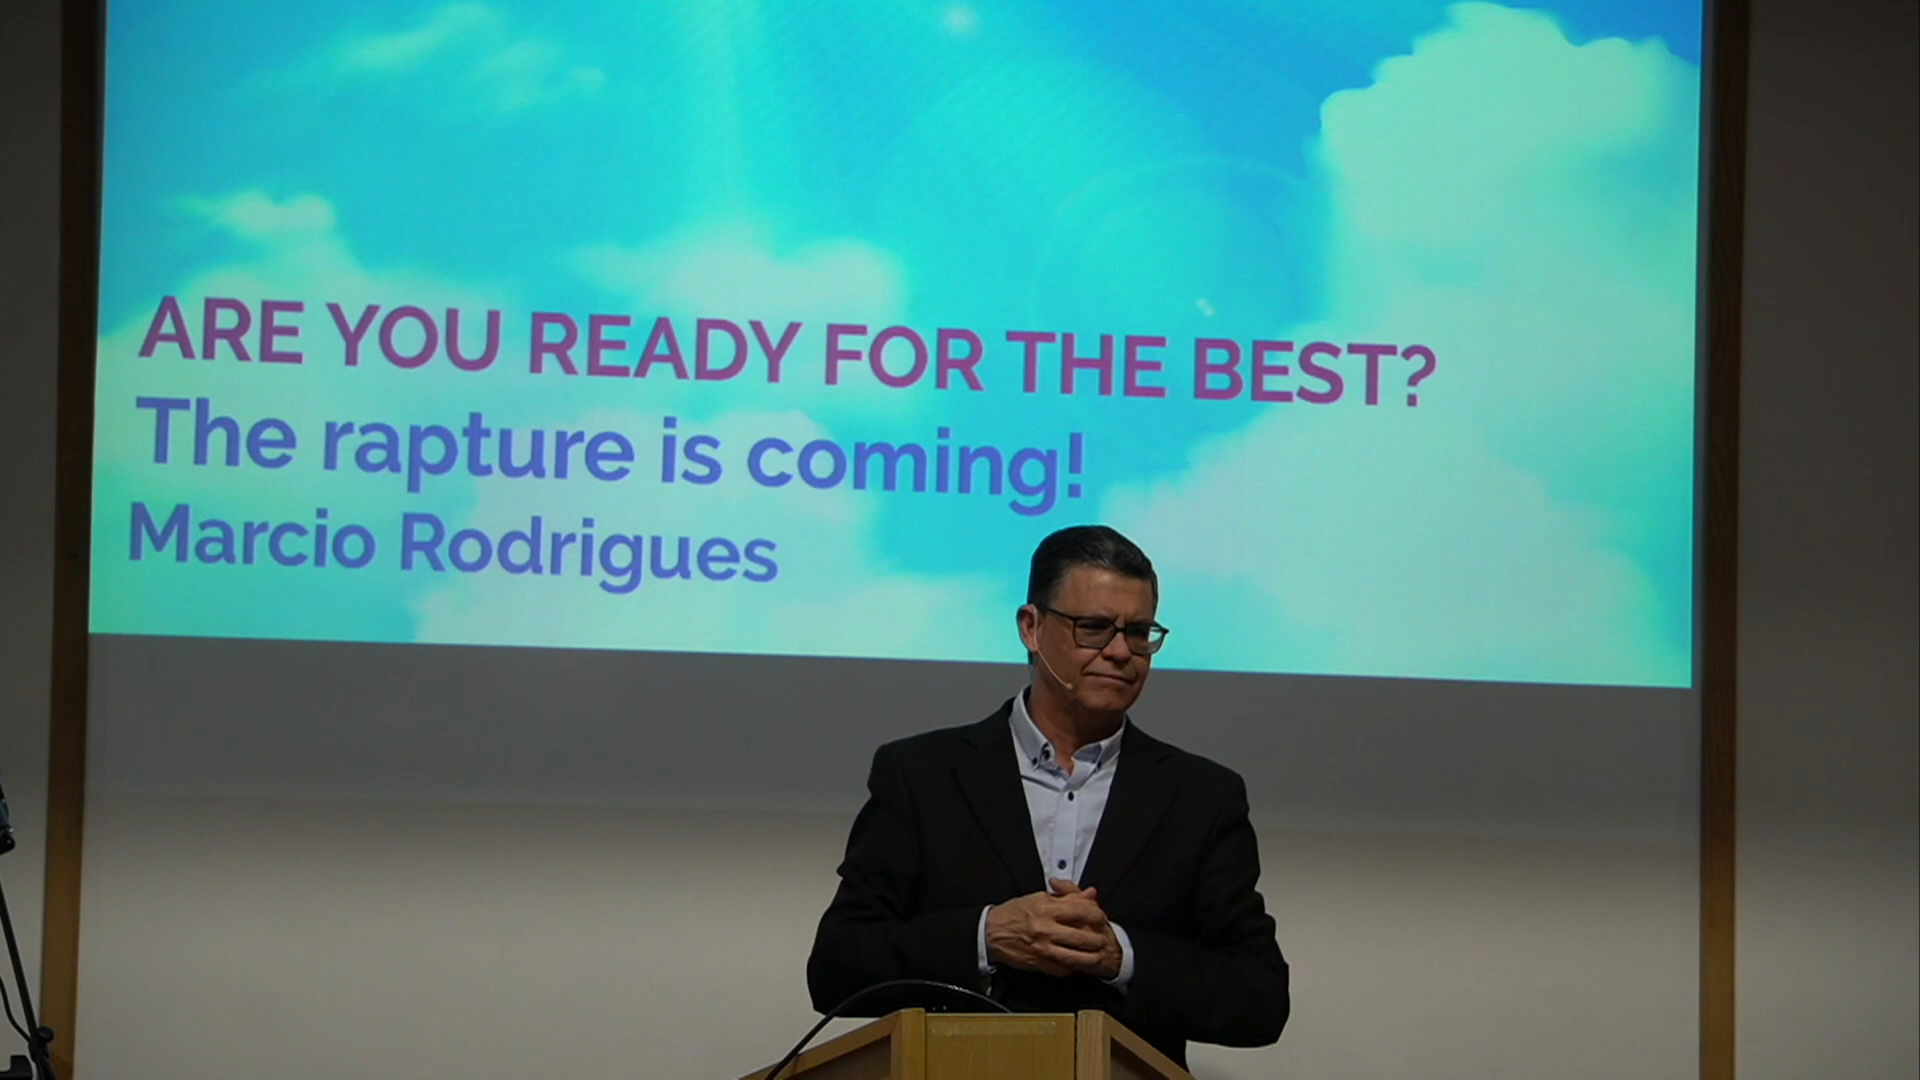 ARE YOU READY FOR THE BEST?
The rapture is coming!
Marcio Rodrigues